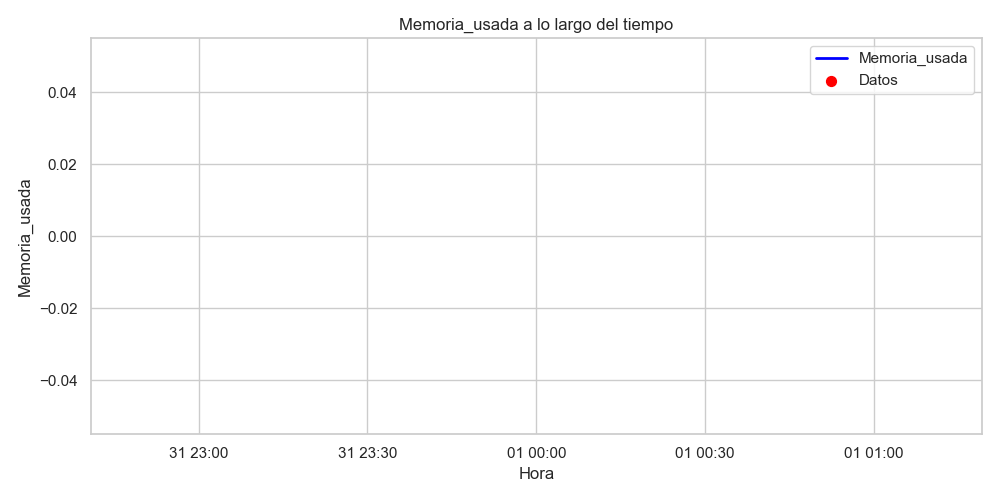 Memoria_usada a lo largo del tiempo
Memoria_usada
Datos
0.04
0.02
0.00
−0.02
−0.04
Memoria_usada
31 23:00
31 23:30
01 00:00
01 00:30
01 01:00
Hora